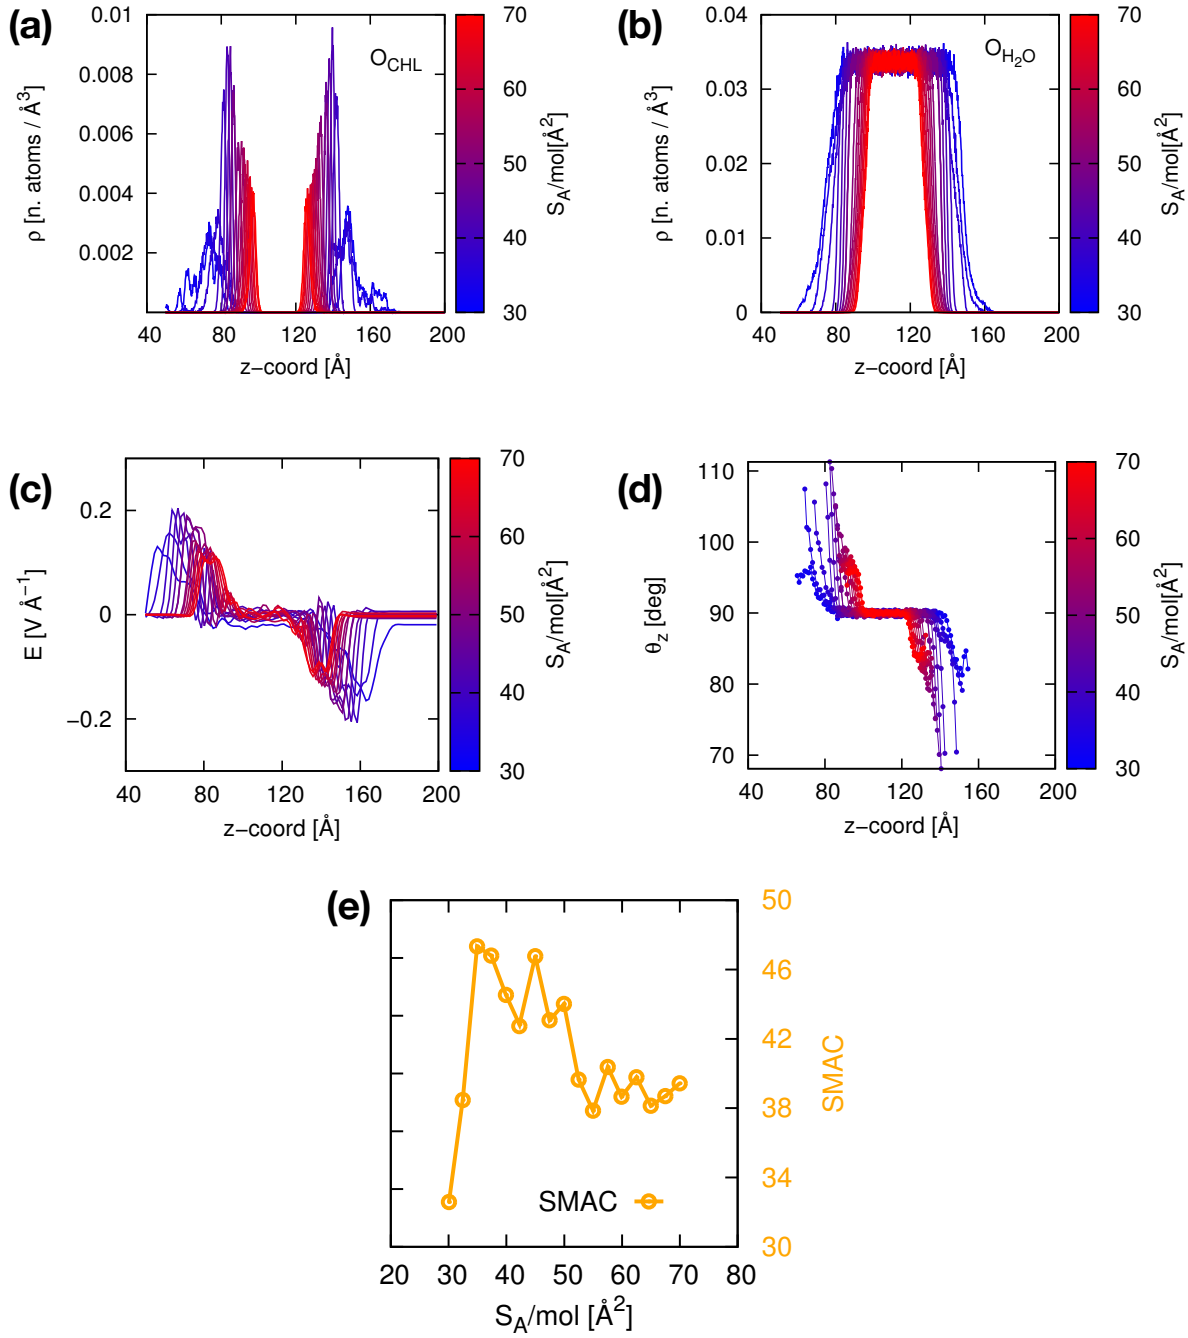 (a)
0.01
0.008
0.006
0.004
0.002
ρ [n. atoms / Å³]
O_CHL
40 80 120 160 200
z−coord [Å]
70
60
50
40
30
S_A/mol[Å²]
(b)
0.04
0.03
0.02
0.01
0
ρ [n. atoms / Å³]
O_H₂O
40 80 120 160 200
z−coord [Å]
70
60
50
40
30
S_A/mol[Å²]
(c)
0.2
0
−0.2
E [V Å⁻¹]
40 80 120 160 200
z−coord [Å]
70
60
50
40
30
S_A/mol[Å²]
(d)
110
100
90
80
70
θ_z [deg]
40 80 120 160 200
z−coord [Å]
70
60
50
40
30
S_A/mol[Å²]
(e)
50
46
42
38
34
30
SMAC
SMAC
20 30 40 50 60 70 80
S_A/mol [Å²]